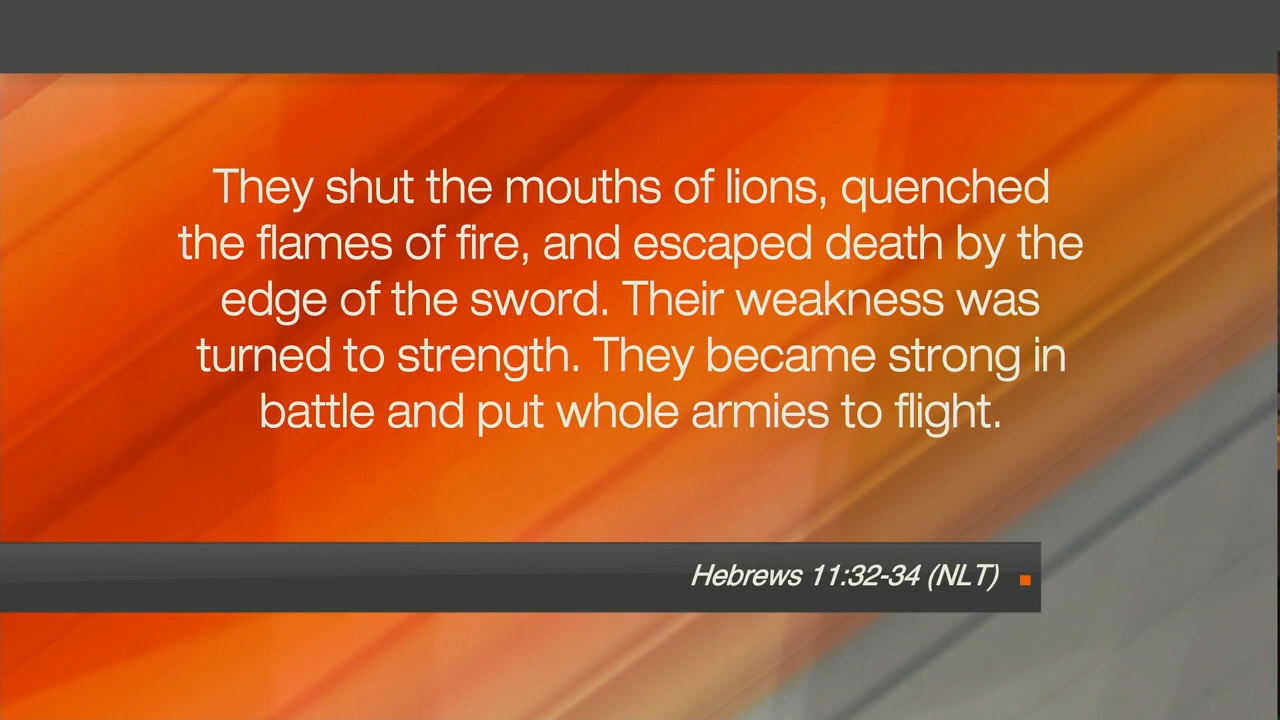 They shut the mouths of lions, quenched
the flames of fire, and escaped death by the
edge of the sword. Their weakness was
turned to strength. They became strong in
battle and put whole armies to flight.
Hebrews 11:32-34 (NLT)